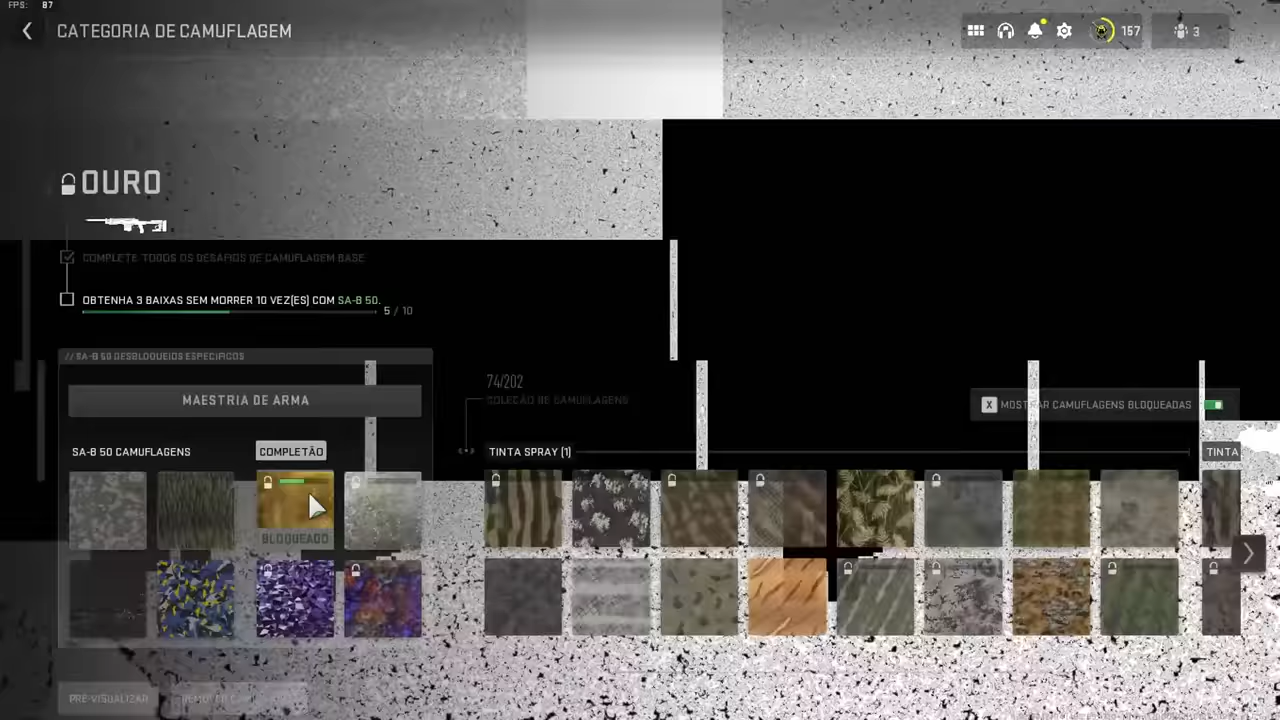 FPS: 87
CATEGORIA DE CAMUFLAGEM
157
3
OURO
COMPLETE TODOS OS DESAFIOS DE CAMUFLAGEM BASE
OBTENHA 3 BAIXAS SEM MORRER 10 VEZ(ES) COM SA-B 50.
5 / 10
// SA-B 50 DESBLOQUEIOS ESPECÍFICOS
MAESTRIA DE ARMA
74/202
COLEÇÃO DE CAMUFLAGENS
X MOSTRAR CAMUFLAGENS BLOQUEADAS
SA-B 50 CAMUFLAGENS
COMPLETÃO
TINTA SPRAY (1)
TINTA
BLOQUEADO
PRÉ-VISUALIZAR